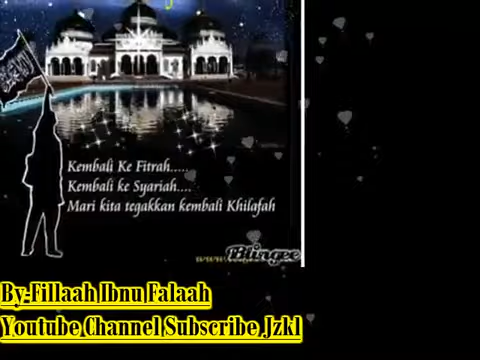 Kembali Ke Fitrah.....
Kembali ke Syariah....
Mari kita tegakkan kembali Khilafah
Blingee
By:Fillaah Ibnu Falaah
Youtube Channel Subscribe Jzkl